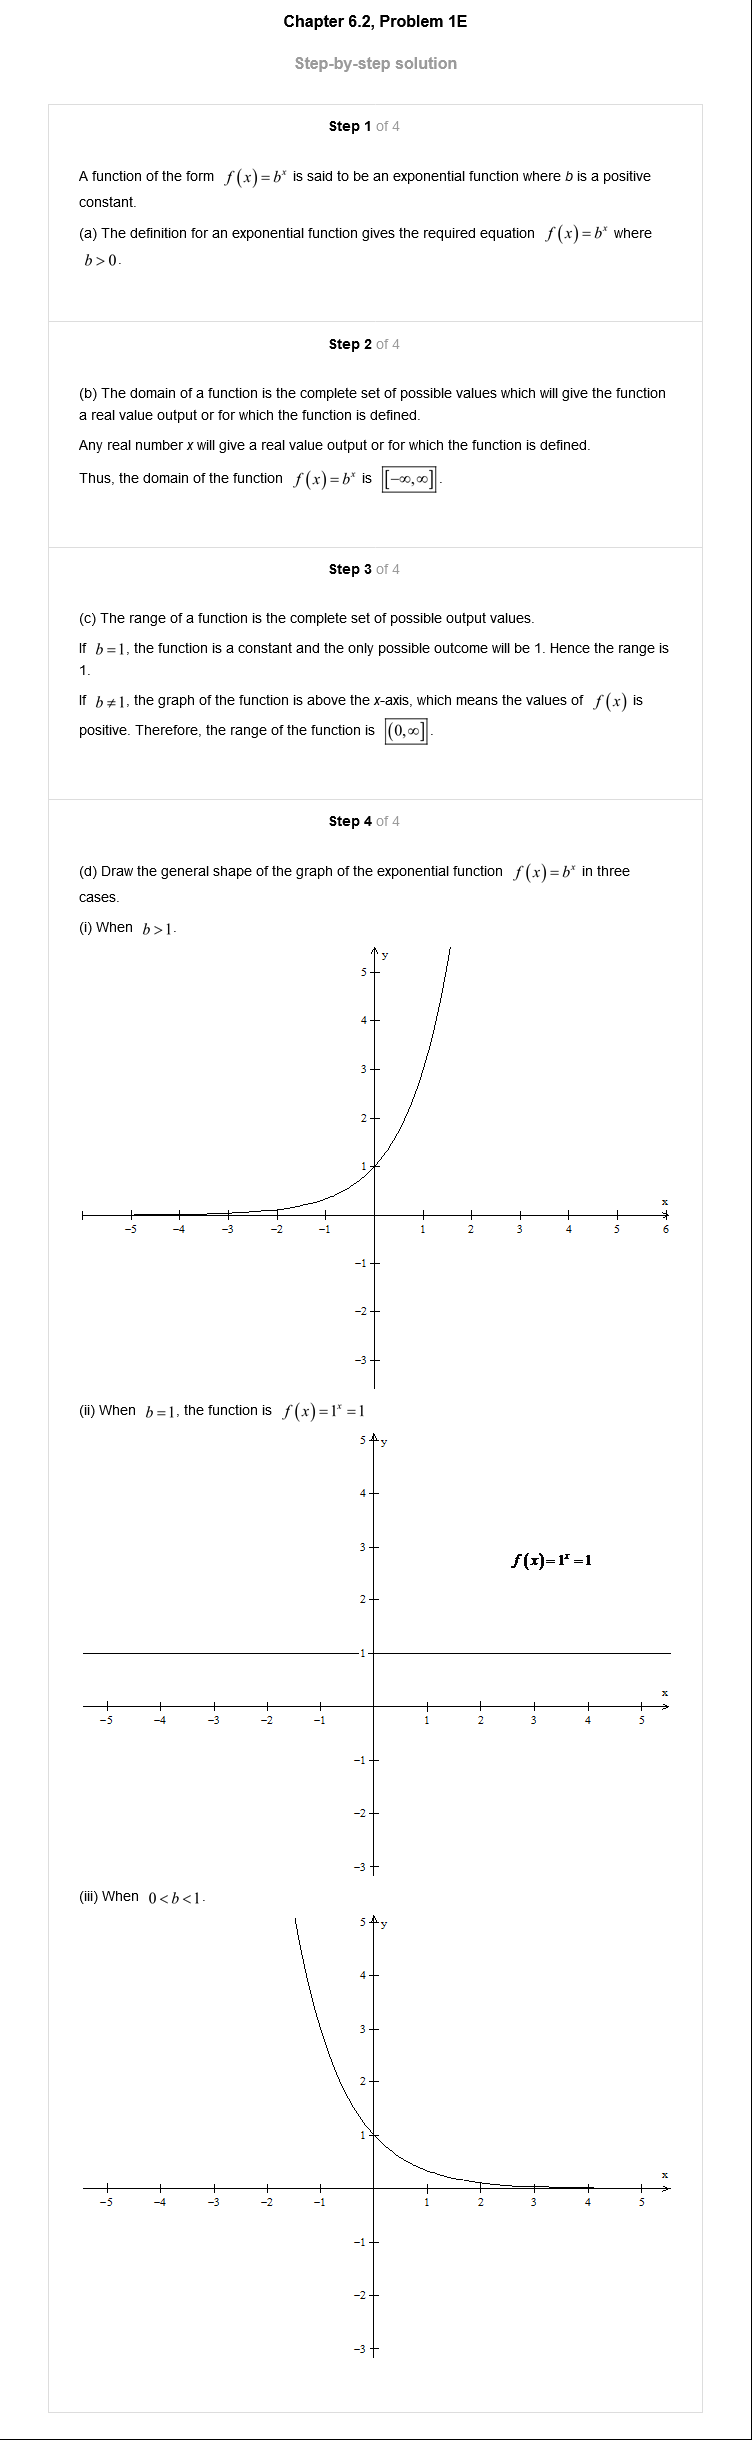 Chapter 6.2, Problem 1E
Step-by-step solution
Step 1 of 4
A function of the form f(x)=bˣ is said to be an exponential function where b is a positive
constant.
(a) The definition for an exponential function gives the required equation f(x)=bˣ where
b>0.
Step 2 of 4
(b) The domain of a function is the complete set of possible values which will give the function
a real value output or for which the function is defined.
Any real number x will give a real value output or for which the function is defined.
Thus, the domain of the function f(x)=bˣ is [−∞,∞].
Step 3 of 4
(c) The range of a function is the complete set of possible output values.
If b=1, the function is a constant and the only possible outcome will be 1. Hence the range is
1.
If b≠1, the graph of the function is above the x-axis, which means the values of f(x) is
positive. Therefore, the range of the function is (0,∞].
Step 4 of 4
(d) Draw the general shape of the graph of the exponential function f(x)=bˣ in three
cases.
(i) When b>1.
y
5
4
3
2
1
x
−5 −4 −3 −2 −1 1 2 3 4 5 6
−1
−2
−3
(ii) When b=1, the function is f(x)=1ˣ=1
5 y
4
3
f(x)=1ˣ=1
2
1
x
−5 −4 −3 −2 −1 1 2 3 4 5
−1
−2
−3
(iii) When 0<b<1.
5 y
4
3
2
1
x
−5 −4 −3 −2 −1 1 2 3 4 5
−1
−2
−3